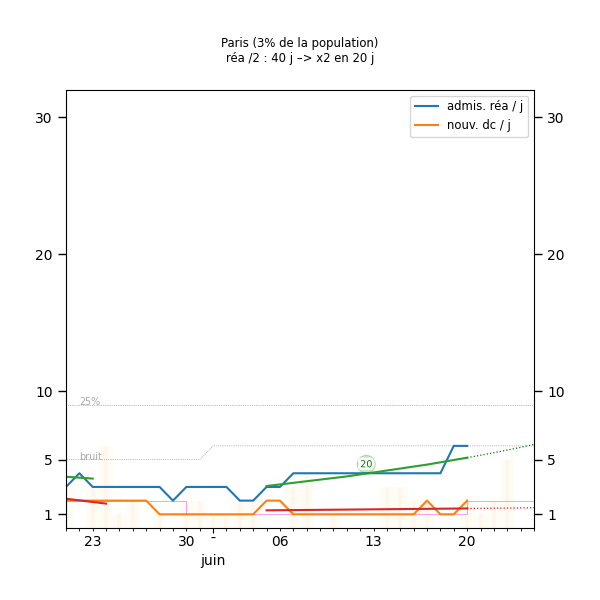 Paris (3% de la population)
réa /2 : 40 j –> x2 en 20 j
admis. réa / j
nouv. dc / j
30 30
20 20
10 10
25%
5 bruit 20 5
1 1
23 30 - 06 13 20
juin